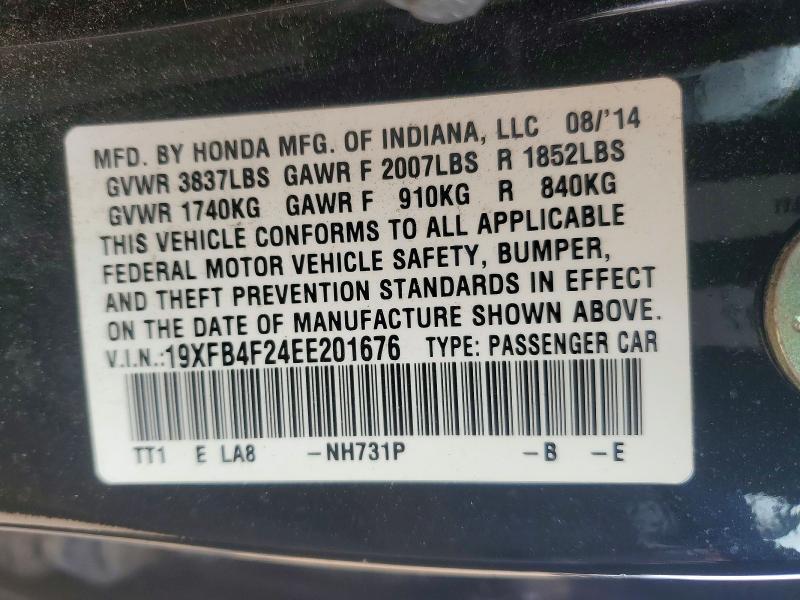 MFD. BY HONDA MFG. OF INDIANA, LLC 08/'14
GVWR 3837LBS GAWR F 2007LBS R 1852LBS
GVWR 1740KG GAWR F 910KG R 840KG
THIS VEHICLE CONFORMS TO ALL APPLICABLE
FEDERAL MOTOR VEHICLE SAFETY, BUMPER,
AND THEFT PREVENTION STANDARDS IN EFFECT
ON THE DATE OF MANUFACTURE SHOWN ABOVE.
V.I.N.:19XFB4F24EE201676 TYPE: PASSENGER CAR
TT1 E LA8 -NH731P -B -E